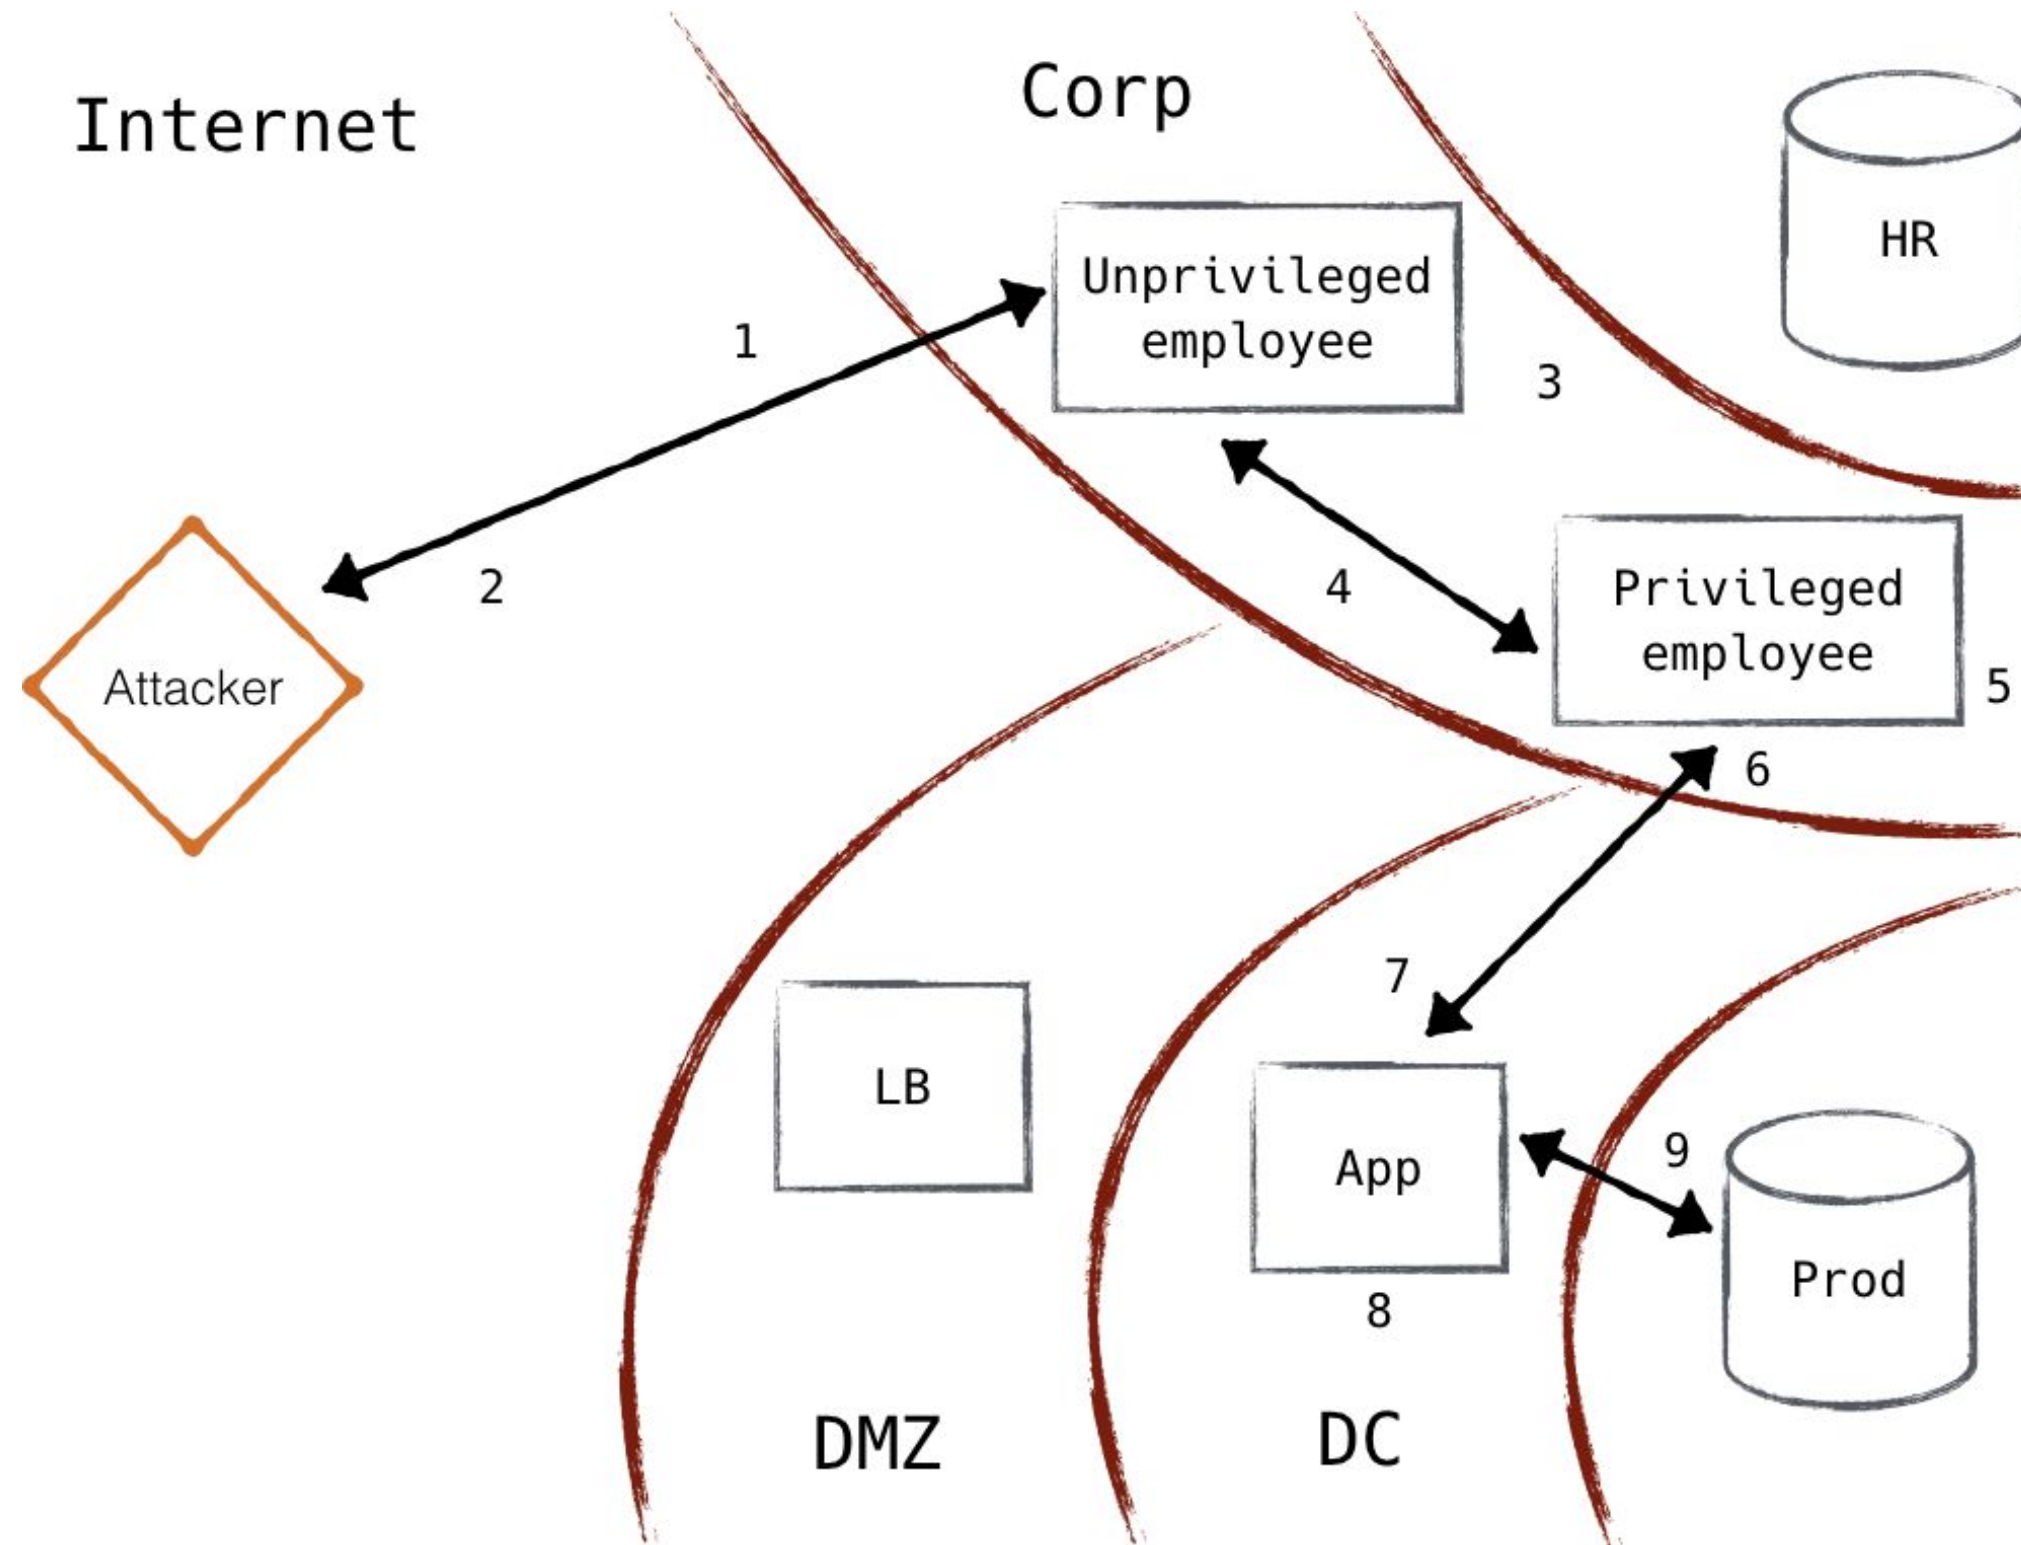 Internet
Corp
HR
Unprivileged
employee
1
3
2
4
Attacker
Privileged
employee
5
6
7
LB
App
9
Prod
8
DMZ
DC